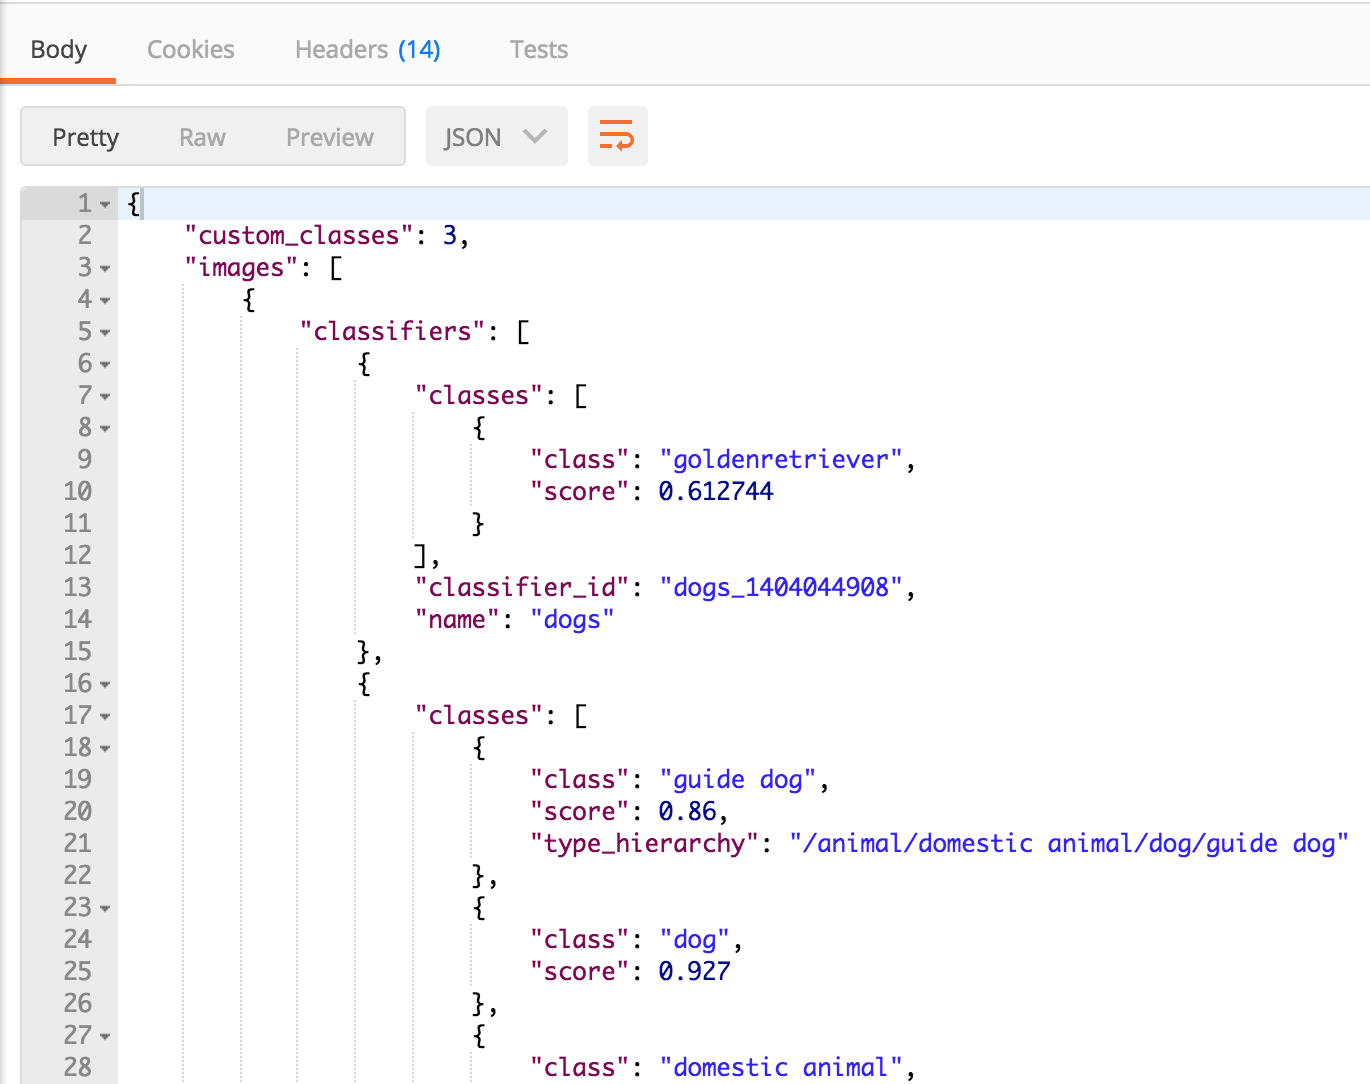 Body Cookies Headers (14) Tests
Pretty Raw Preview JSON
1 {
2 "custom_classes": 3,
3 "images": [
4 {
5 "classifiers": [
6 {
7 "classes": [
8 {
9 "class": "goldenretriever",
10 "score": 0.612744
11 }
12 ],
13 "classifier_id": "dogs_1404044908",
14 "name": "dogs"
15 },
16 {
17 "classes": [
18 {
19 "class": "guide dog",
20 "score": 0.86,
21 "type_hierarchy": "/animal/domestic animal/dog/guide dog"
22 },
23 {
24 "class": "dog",
25 "score": 0.927
26 },
27 {
28 "class": "domestic animal",